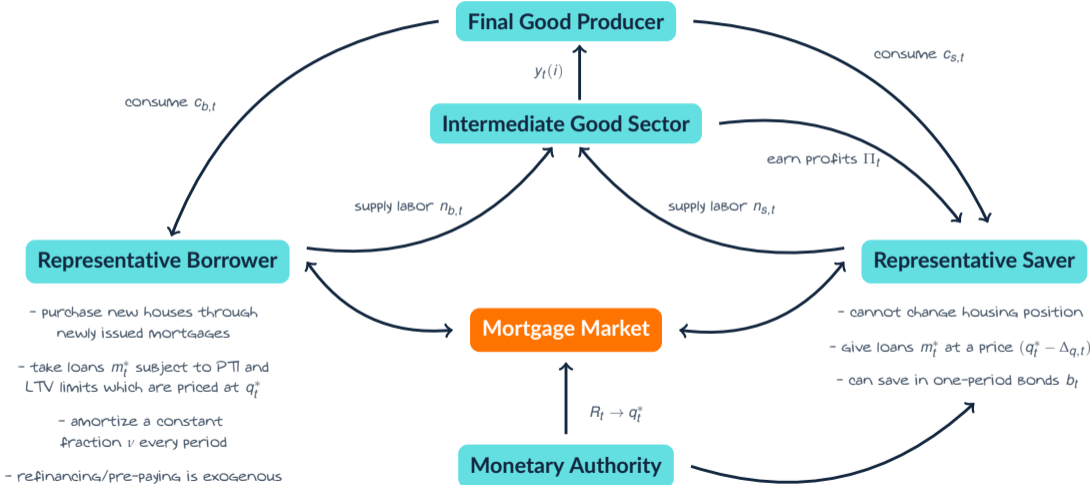 Final Good Producer
consume c_{s,t}
y_t(i)
consume c_{b,t}
Intermediate Good Sector
earn profits Π_t
supply labor n_{b,t}
supply labor n_{s,t}
Representative Borrower
Representative Saver
- purchase new houses through
newly issued mortgages
- take loans m_t^* subject to PTI and
LTV limits which are priced at q_t^*
- amortize a constant
fraction ν every period
- refinancing/pre-paying is exogenous
Mortgage Market
- cannot change housing position
- Give loans m_t^* at a price (q_t^* − Δ_{q,t})
- can save in one-period bonds b_t
R_t → q_t^*
Monetary Authority